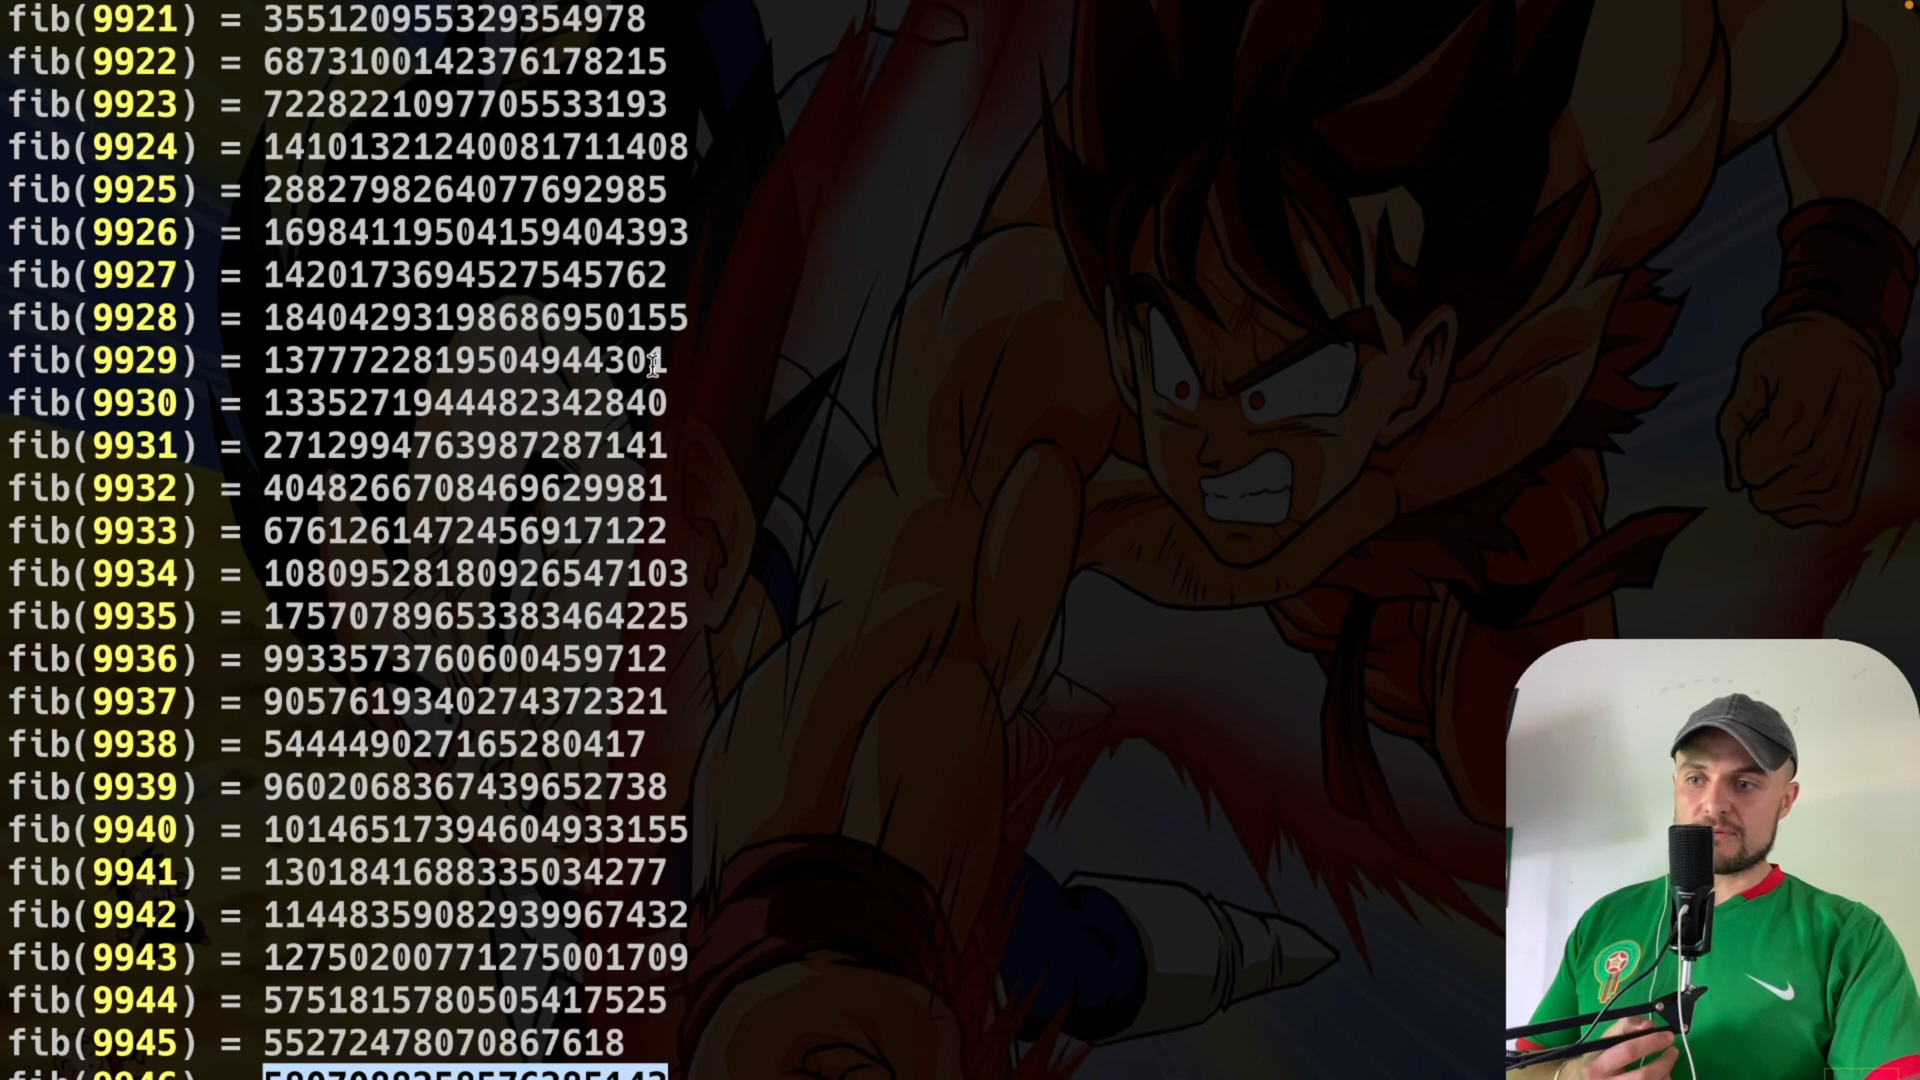 fib(9921) = 355120955329354978
fib(9922) = 6873100142376178215
fib(9923) = 7228221097705533193
fib(9924) = 14101321240081711408
fib(9925) = 2882798264077692985
fib(9926) = 16984119504159404393
fib(9927) = 1420173694527545762
fib(9928) = 18404293198686950155
fib(9929) = 1377722819504944301
fib(9930) = 1335271944482342840
fib(9931) = 2712994763987287141
fib(9932) = 4048266708469629981
fib(9933) = 6761261472456917122
fib(9934) = 10809528180926547103
fib(9935) = 17570789653383464225
fib(9936) = 9933573760600459712
fib(9937) = 9057619340274372321
fib(9938) = 544449027165280417
fib(9939) = 9602068367439652738
fib(9940) = 10146517394604933155
fib(9941) = 1301841688335034277
fib(9942) = 11448359082939967432
fib(9943) = 12750200771275001709
fib(9944) = 5751815780505417525
fib(9945) = 55272478070867618